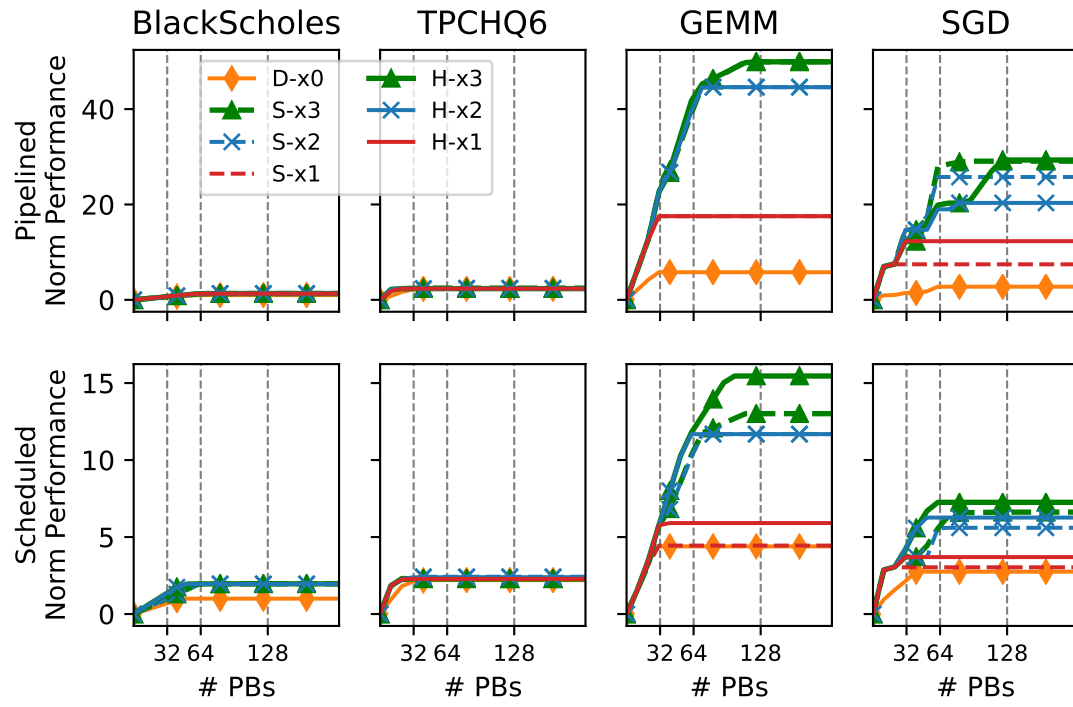 BlackScholes TPCHQ6 GEMM SGD
Pipelined
Norm Performance
40
20
0
D-x0
S-x3
S-x2
S-x1
H-x3
H-x2
H-x1
Scheduled
Norm Performance
15
10
5
0
32 64 128 32 64 128 32 64 128 32 64 128
# PBs # PBs # PBs # PBs